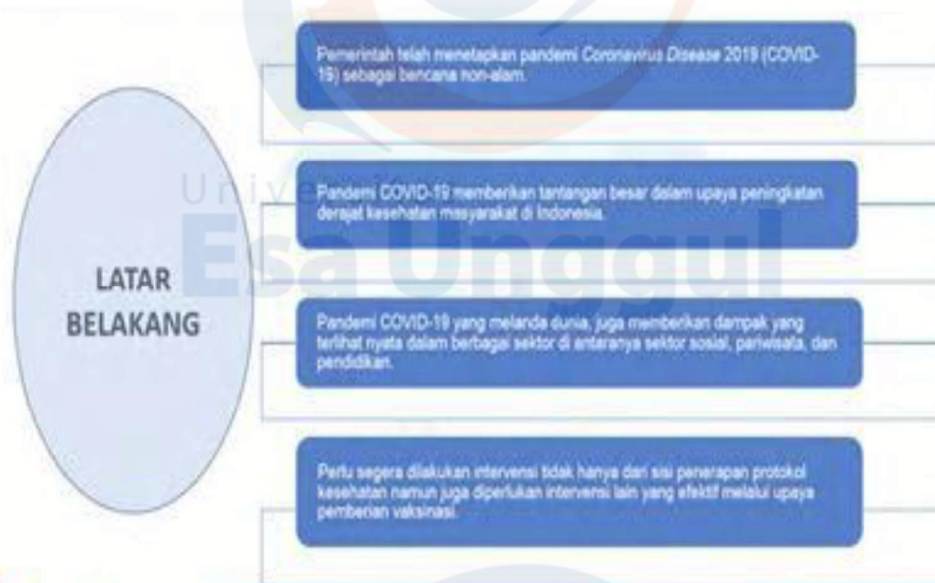 Pemerintah telah menetapkan pandemi Coronavirus Disease 2019 (COVID-
19) sebagai bencana non-alam.
Pandemi COVID-19 memberikan tantangan besar dalam upaya peningkatan
derajat kesehatan masyarakat di Indonesia.
Universitas
Esa Unggul
LATAR
BELAKANG
Pandemi COVID-19 yang melanda dunia, juga memberikan dampak yang
terlihat nyata dalam berbagai sektor di antaranya sektor sosial, pariwisata, dan
pendidikan.
Perlu segera dilakukan intervensi tidak hanya dari sisi penerapan protokol
kesehatan namun juga diperlukan intervensi lain yang efektif melalui upaya
pemberian vaksinasi.